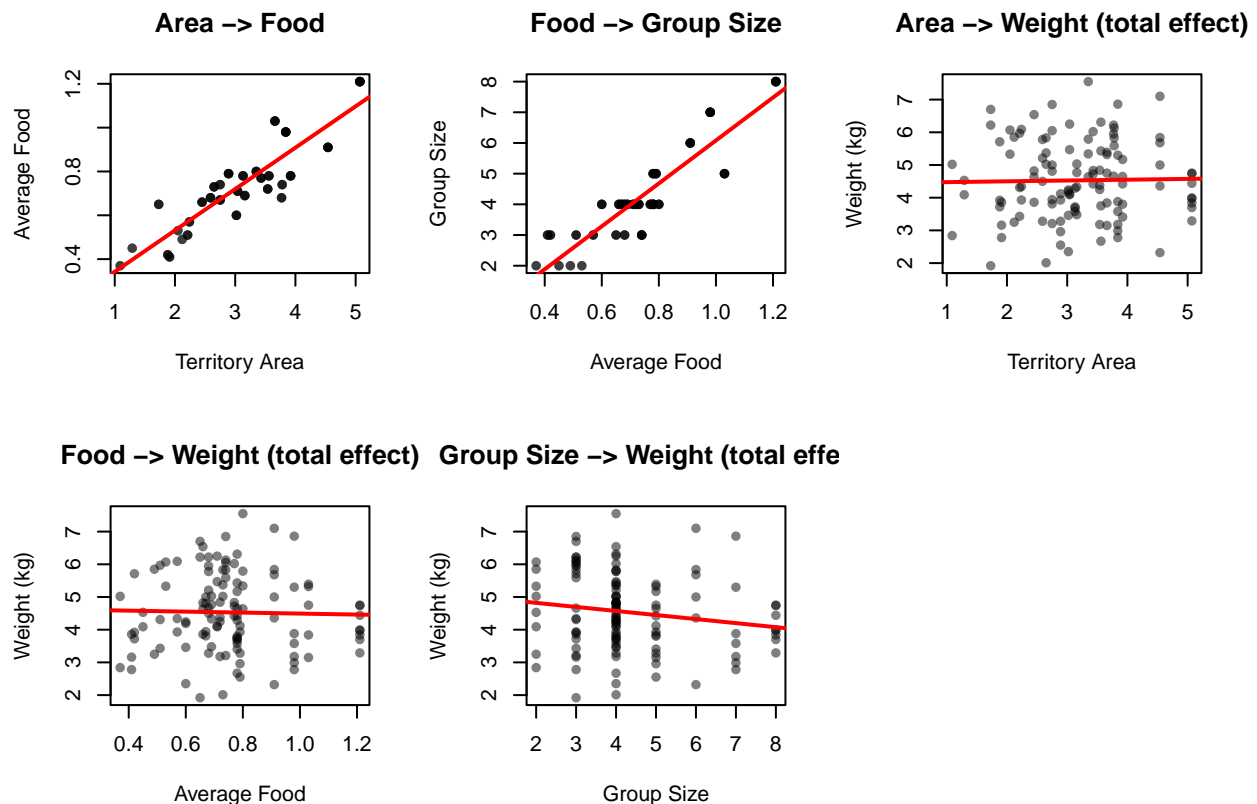 Area −> Food
Average Food
0.4
0.8
1.2
1 2 3 4 5
Territory Area
Food −> Group Size
Group Size
2 3 4 5 6 7 8
0.4 0.6 0.8 1.0 1.2
Average Food
Area −> Weight (total effect)
Weight (kg)
2 3 4 5 6 7
1 2 3 4 5
Territory Area
Food −> Weight (total effect)
Weight (kg)
2 3 4 5 6 7
0.4 0.6 0.8 1.0 1.2
Average Food
Group Size −> Weight (total effe
Weight (kg)
2 3 4 5 6 7
2 3 4 5 6 7 8
Group Size